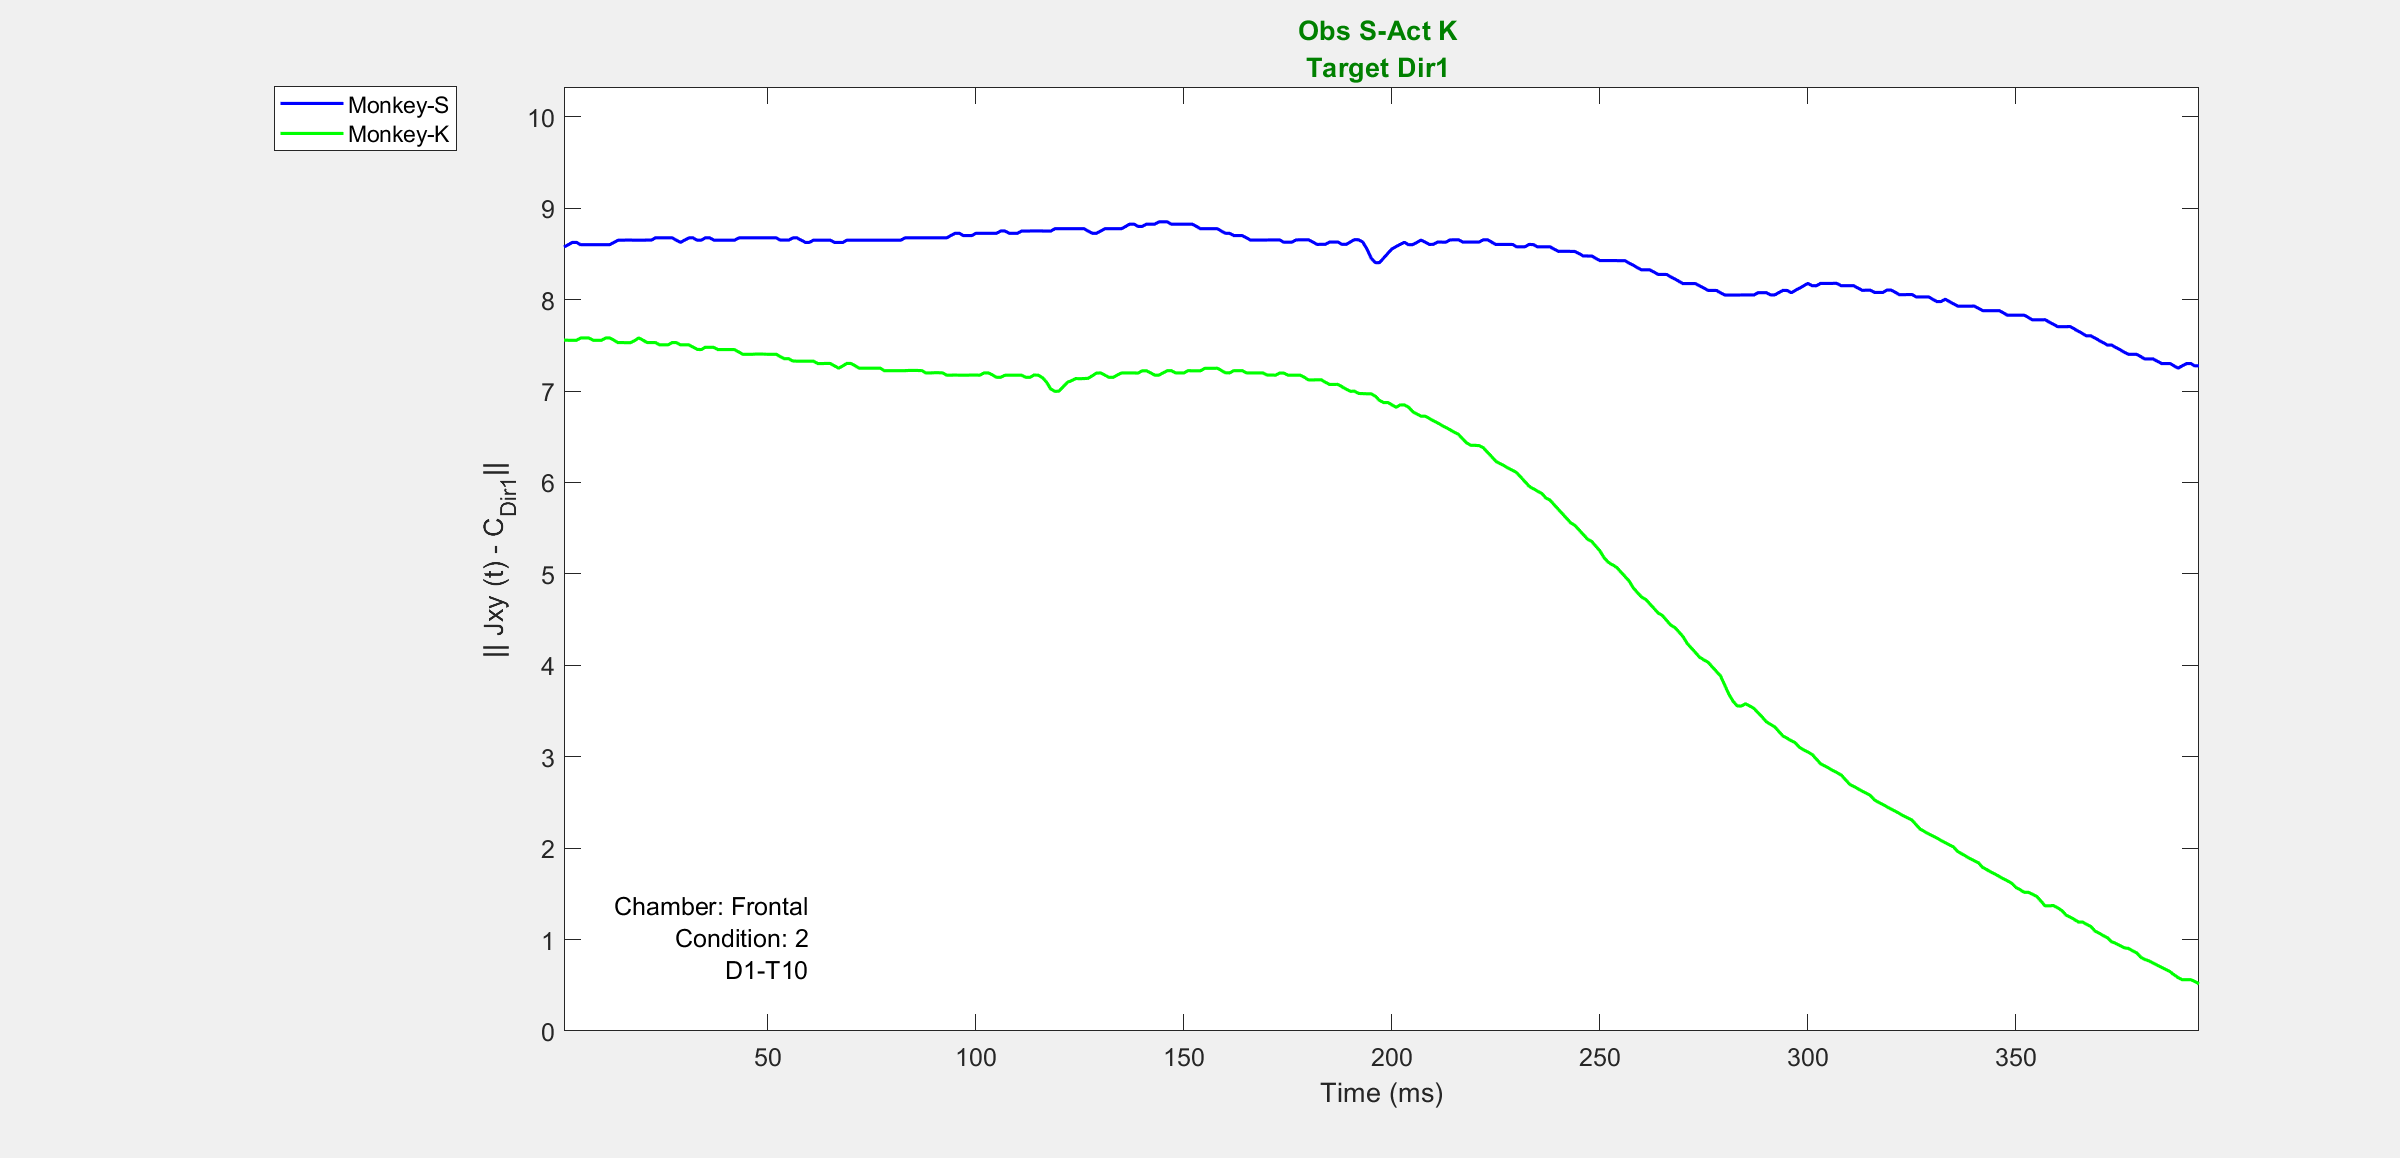 Obs S-Act K
Target Dir1
Monkey-S
Monkey-K
10
9
8
7
6
5
4
3
2
1
0
|| Jxy (t) - C_Dir1||
Chamber: Frontal
Condition: 2
D1-T10
50 100 150 200 250 300 350
Time (ms)